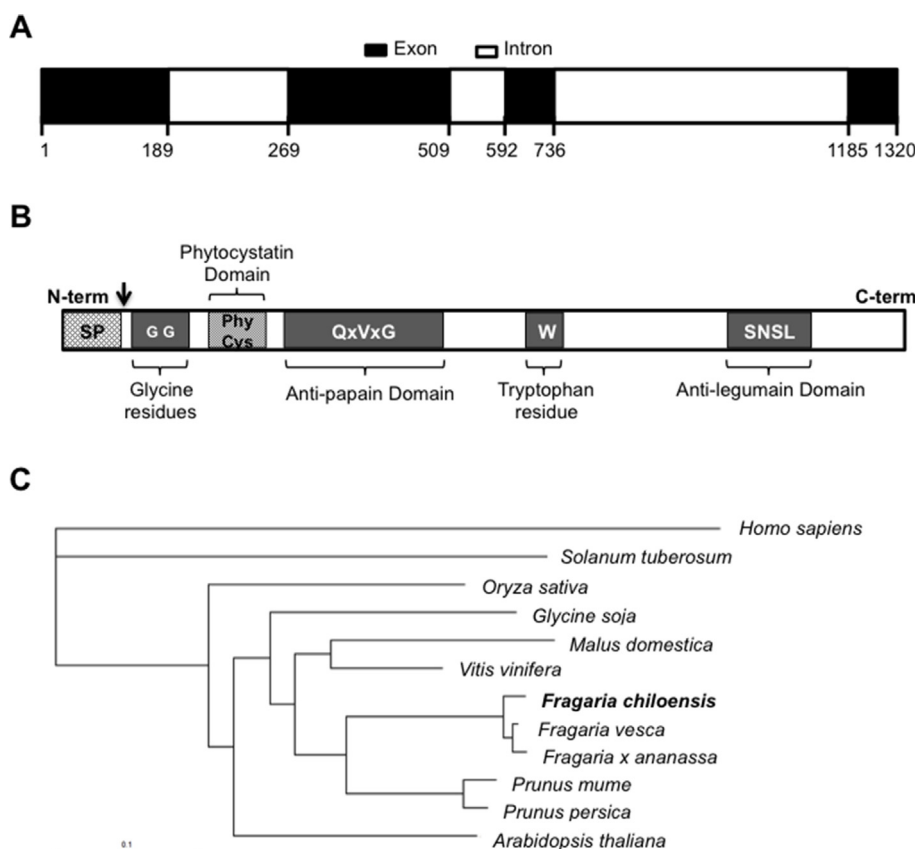 A
Exon Intron
1 189 269 509 592 736 1185 1320
B
Phytocystatin
Domain
N-term C-term
SP G G Phy
Cys QxVxG W SNSL
Glycine
residues
Anti-papain Domain
Tryptophan
residue
Anti-legumain Domain
C
Homo sapiens
Solanum tuberosum
Oryza sativa
Glycine soja
Malus domestica
Vitis vinifera
Fragaria chiloensis
Fragaria vesca
Fragaria x ananassa
Prunus mume
Prunus persica
Arabidopsis thaliana
0.1